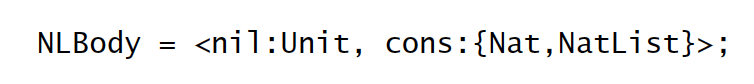 NLBody = <nil:Unit, cons:{Nat,NatList}>;